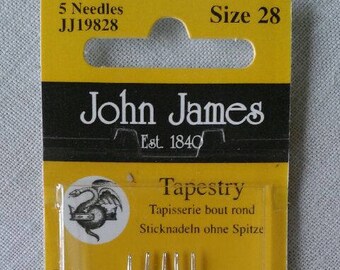 5 Needles
JJ19828
Size 28
John James
Est. 1840
Tapestry
Tapisserie bout rond
Sticknadeln ohne Spitze